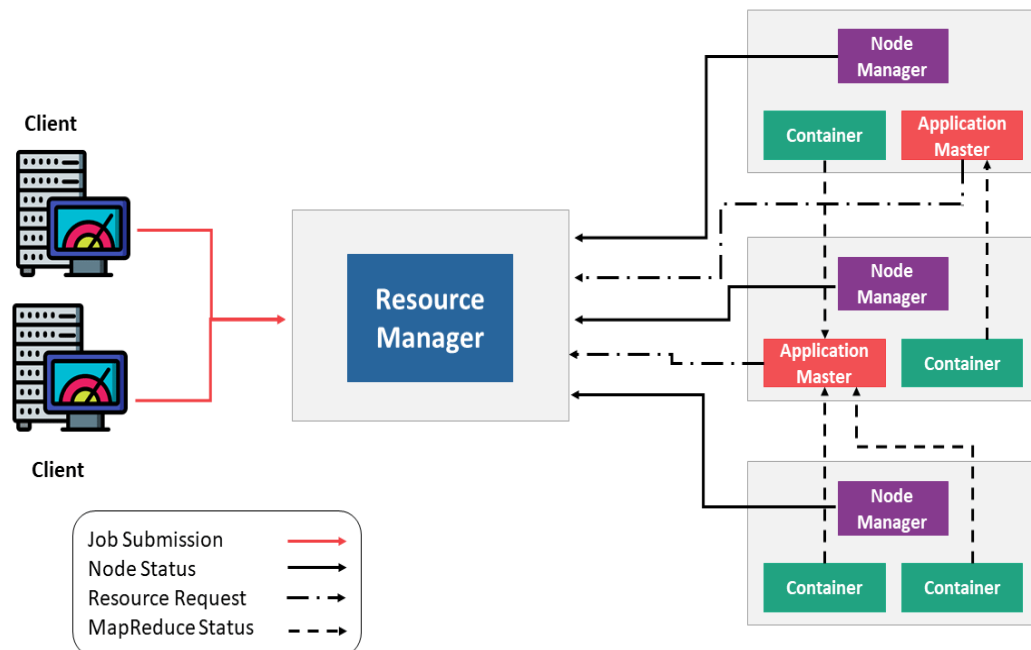 Client
Client
Job Submission
Node Status
Resource Request
MapReduce Status
Resource
Manager
Node
Manager
Container
Application
Master
Node
Manager
Application
Master
Container
Node
Manager
Container
Container